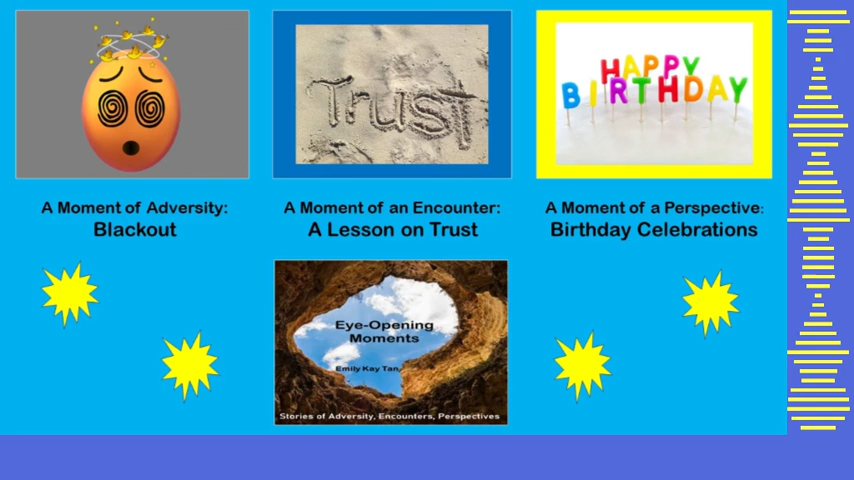 Trust
HAPPY
BIRTHDAY
A Moment of Adversity:
Blackout
A Moment of an Encounter:
A Lesson on Trust
A Moment of a Perspective:
Birthday Celebrations
Eye-Opening
Moments
Emily Kay Tan
Stories of Adversity, Encounters, Perspectives